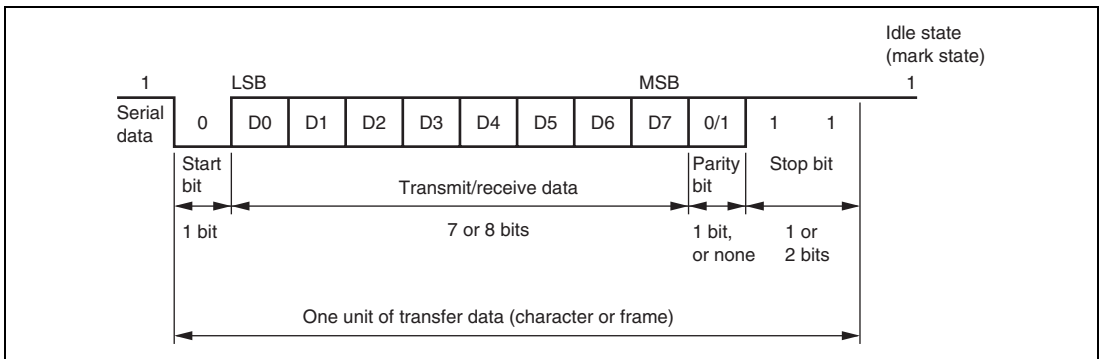 Idle state
(mark state)
1 LSB MSB 1
Serial
data
0 D0 D1 D2 D3 D4 D5 D6 D7 0/1 1 1
Start
bit
Transmit/receive data
Parity
bit
Stop bit
1 bit
7 or 8 bits
1 bit,
or none
1 or
2 bits
One unit of transfer data (character or frame)